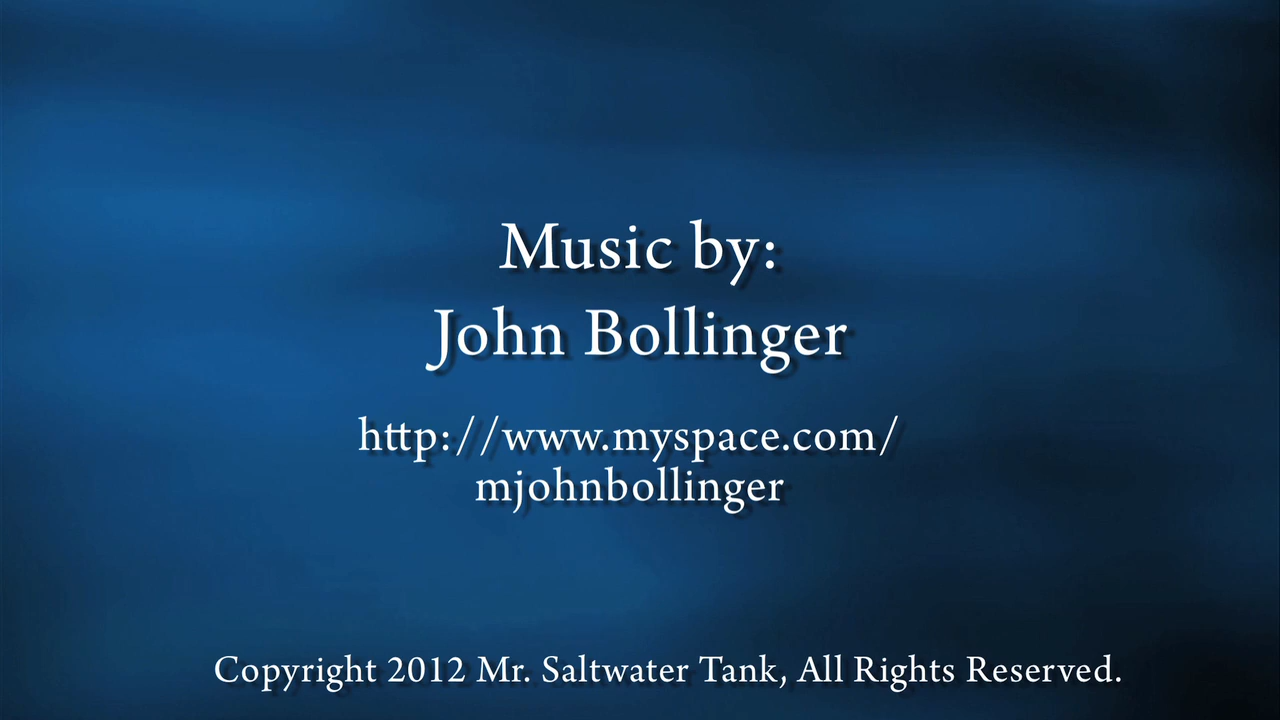 Music by:
John Bollinger
http://www.myspace.com/
mjohnbollinger
Copyright 2012 Mr. Saltwater Tank, All Rights Reserved.